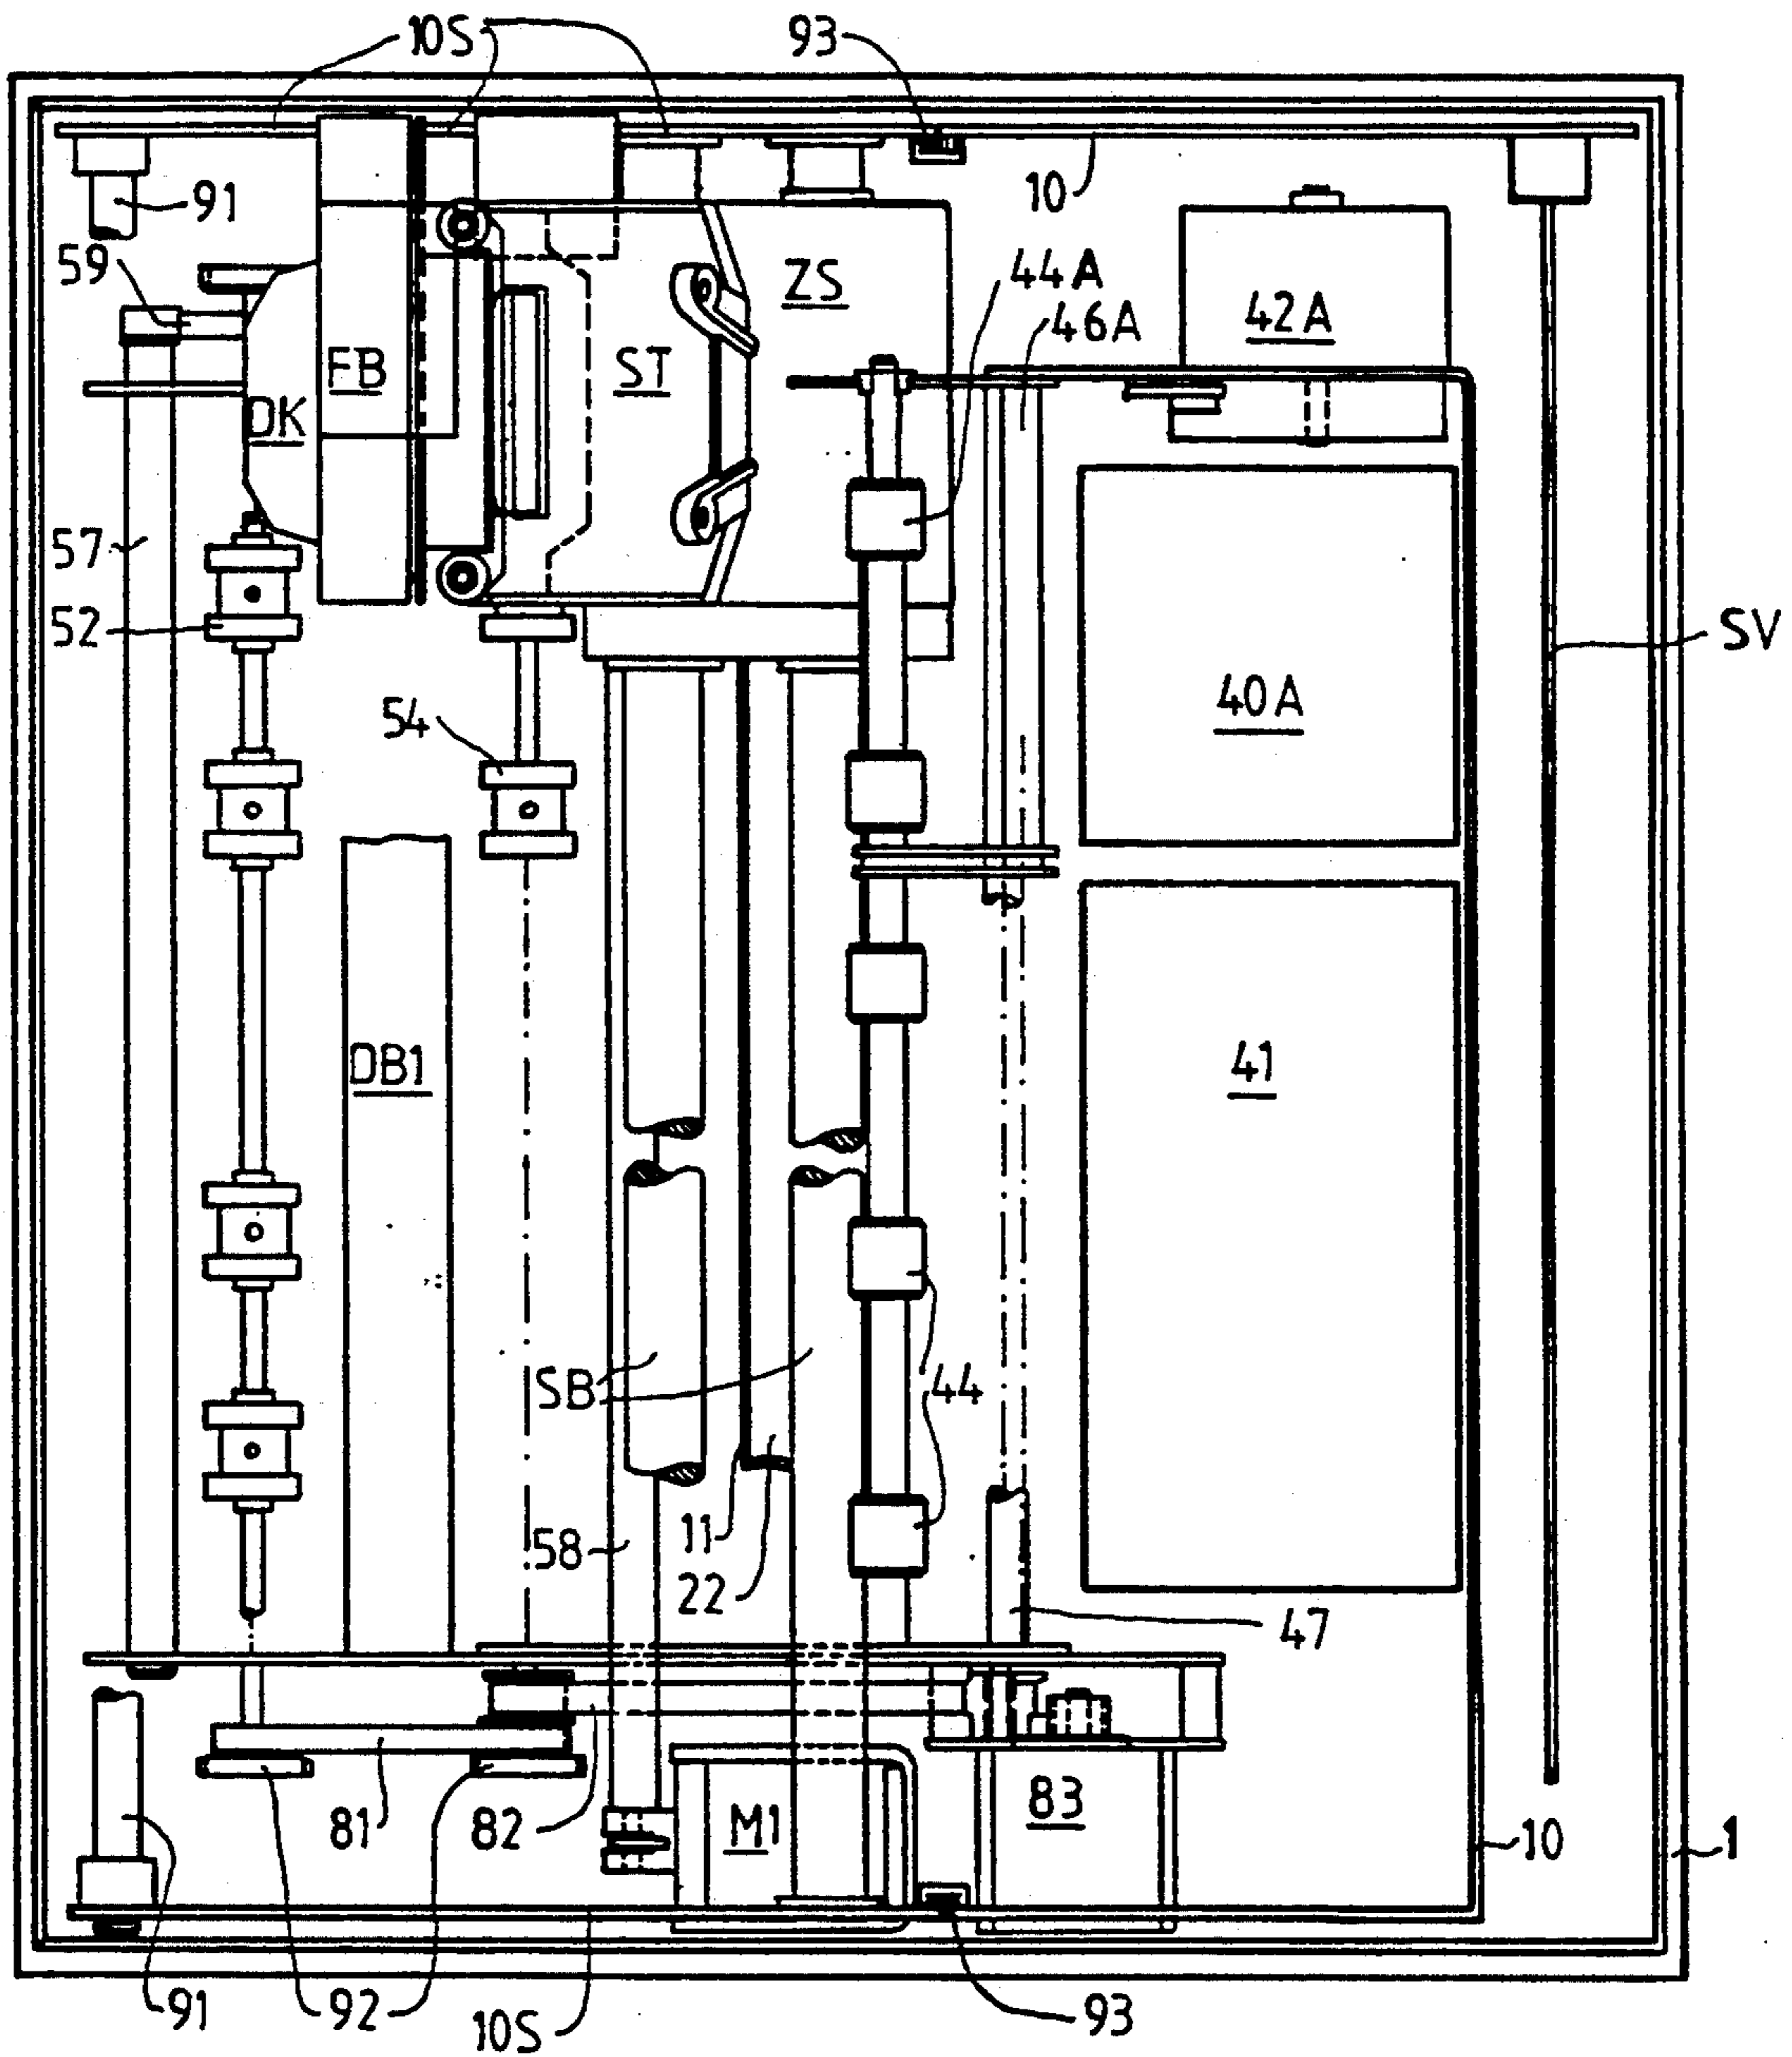 10S 93
91 10
59 ZS 44A
46A 42A
FB ST
DK
57
52 SV
54 40A
DB1 41
SB 44
11
58
22 47
81 82 M1 83 10 1
91 92 10S 93